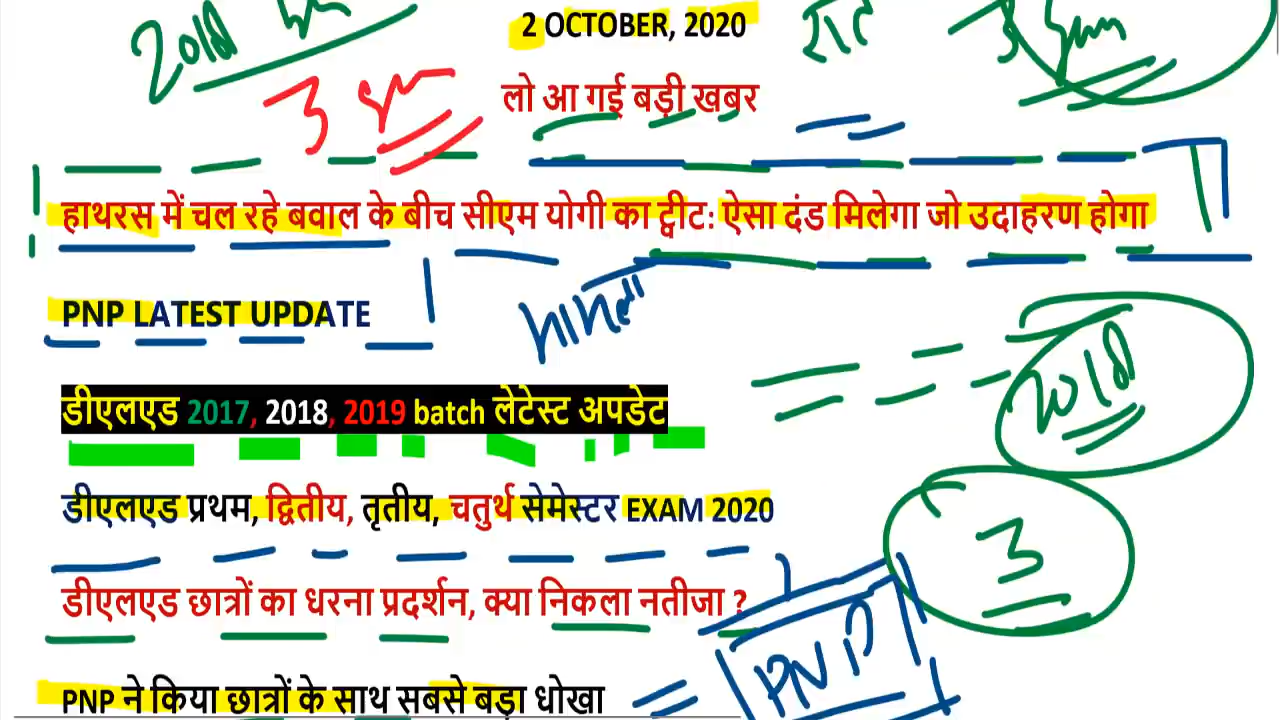 2018
2 OCTOBER, 2020
3 sem
लो आ गई बड़ी खबर
हाथरस में चल रहे बवाल के बीच सीएम योगी का ट्वीट: ऐसा दंड मिलेगा जो उदाहरण होगा
PNP LATEST UPDATE
2018
डीएलएड 2017, 2018, 2019 batch लेटेस्ट अपडेट
डीएलएड प्रथम, द्वितीय, तृतीय, चतुर्थ सेमेस्टर EXAM 2020
3
डीएलएड छात्रों का धरना प्रदर्शन, क्या निकला नतीजा ?
PNP
PNP ने किया छात्रों के साथ सबसे बड़ा धोखा